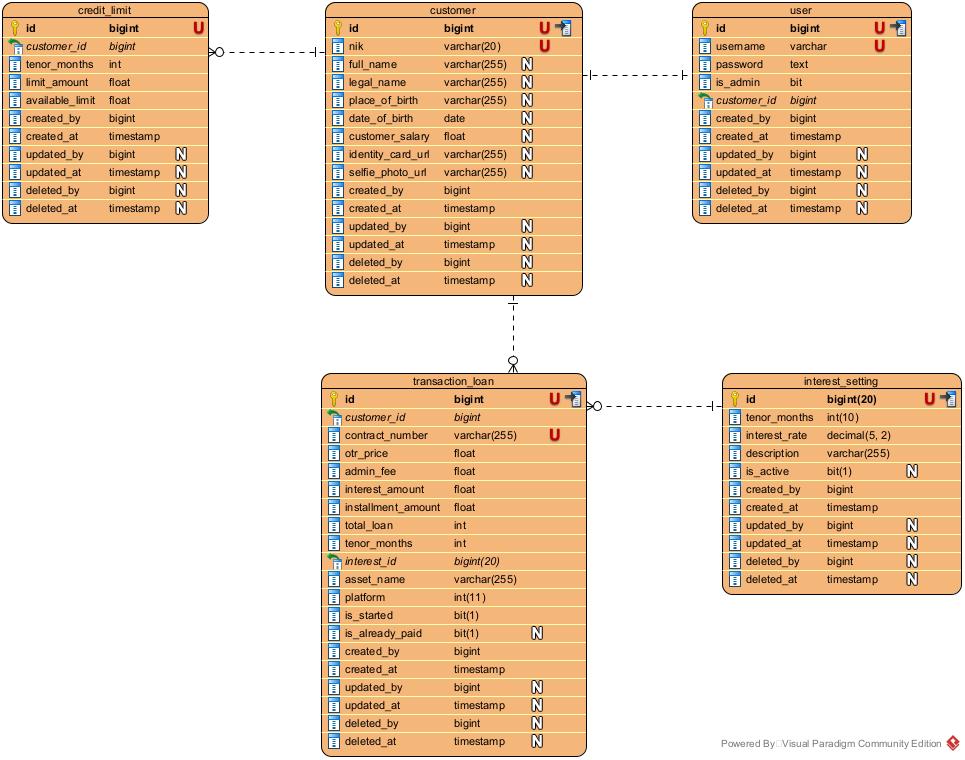 credit_limit
id bigint U
customer_id bigint
tenor_months int
limit_amount float
available_limit float
created_by bigint
created_at timestamp
updated_by bigint N
updated_at timestamp N
deleted_by bigint N
deleted_at timestamp N
customer
id bigint U
nik varchar(20) U
full_name varchar(255) N
legal_name varchar(255) N
place_of_birth varchar(255) N
date_of_birth date N
customer_salary float N
identity_card_url varchar(255) N
selfie_photo_url varchar(255) N
created_by bigint
created_at timestamp
updated_by bigint N
updated_at timestamp N
deleted_by bigint N
deleted_at timestamp N
user
id bigint U
username varchar U
password text
is_admin bit
customer_id bigint
created_by bigint
created_at timestamp
updated_by bigint N
updated_at timestamp N
deleted_by bigint N
deleted_at timestamp N
transaction_loan
id bigint U
customer_id bigint
contract_number varchar(255) U
otr_price float
admin_fee float
interest_amount float
installment_amount float
total_loan int
tenor_months int
interest_id bigint(20)
asset_name varchar(255)
platform int(11)
is_started bit(1)
is_already_paid bit(1) N
created_by bigint
created_at timestamp
updated_by bigint N
updated_at timestamp N
deleted_by bigint N
deleted_at timestamp N
interest_setting
id bigint(20) U
tenor_months int(10)
interest_rate decimal(5, 2)
description varchar(255)
is_active bit(1) N
created_by bigint
created_at timestamp
updated_by bigint N
updated_at timestamp N
deleted_by bigint N
deleted_at timestamp N
Powered By Visual Paradigm Community Edition